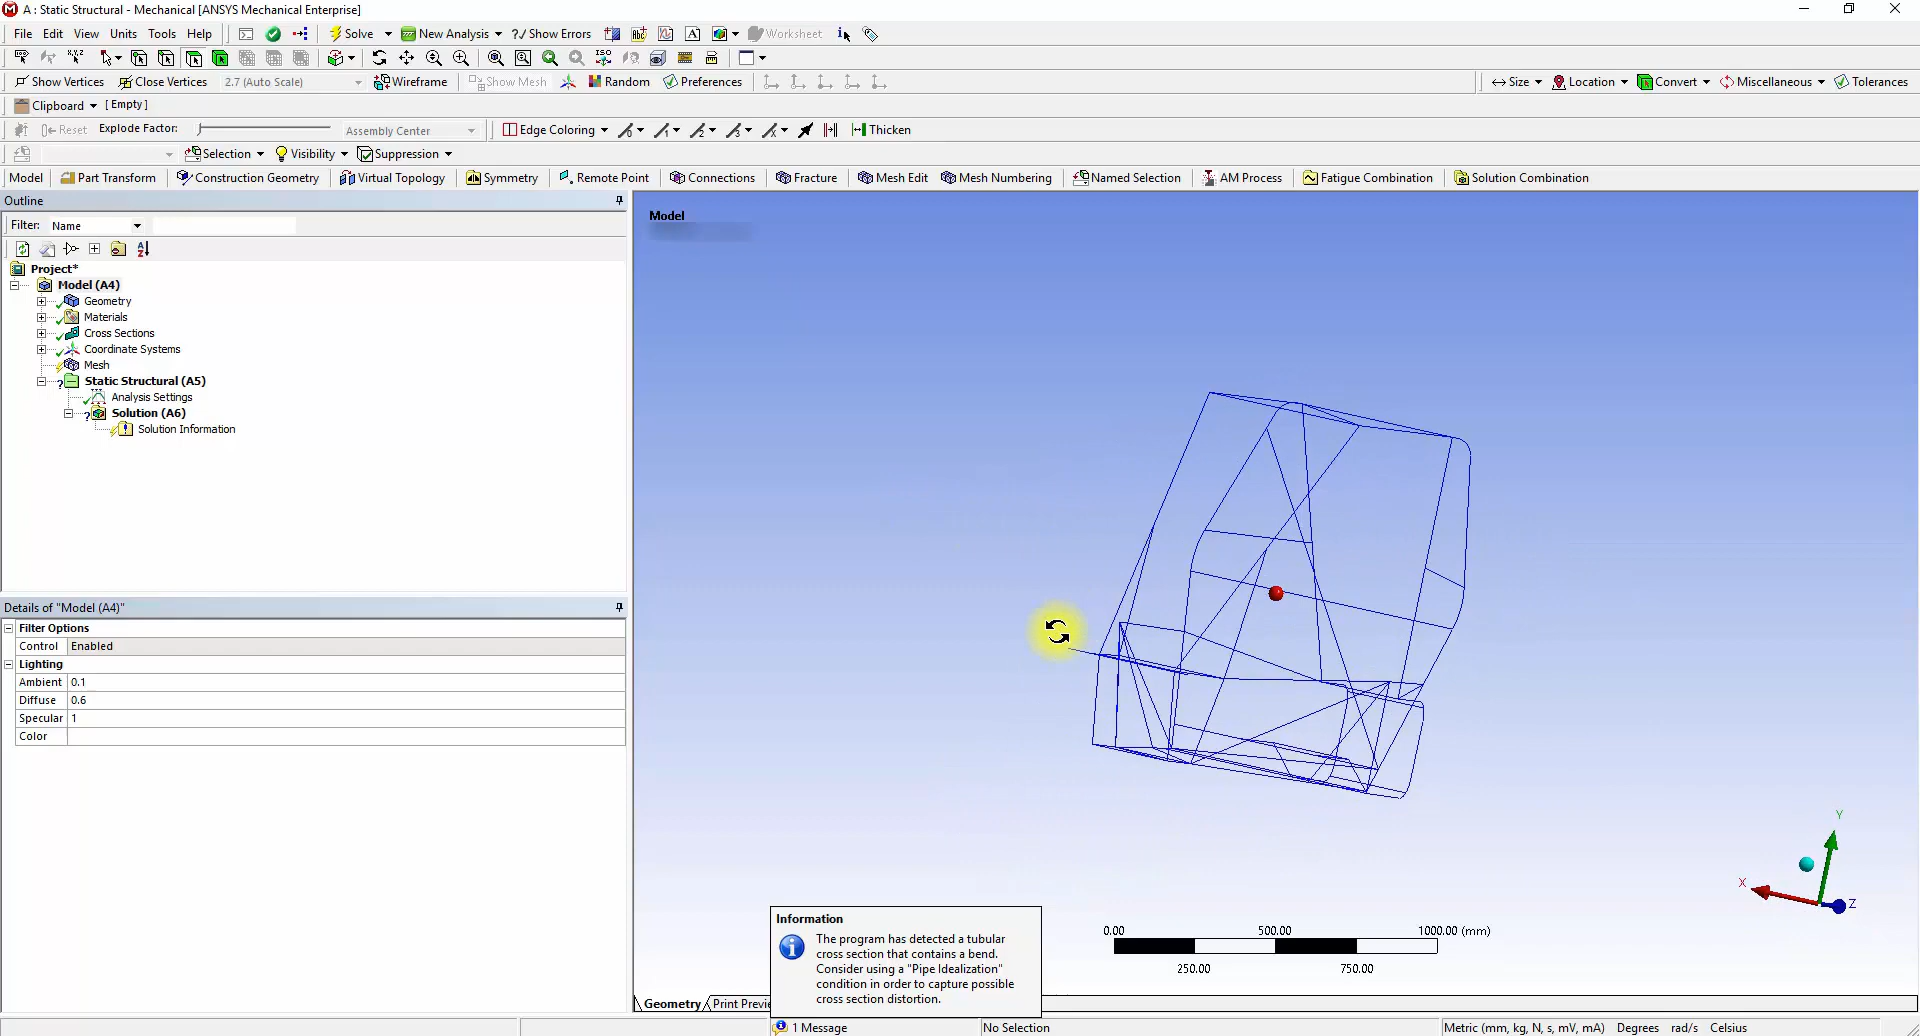 A : Static Structural - Mechanical [ANSYS Mechanical Enterprise]
File Edit View Units Tools Help Solve New Analysis ?/ Show Errors Worksheet
Show Vertices Close Vertices 2.7 (Auto Scale) Wireframe Show Mesh Random Preferences Size Location Convert Miscellaneous Tolerances
Clipboard [ Empty ]
Reset Explode Factor: Assembly Center Edge Coloring Thicken
Selection Visibility Suppression
Model Part Transform Construction Geometry Virtual Topology Symmetry Remote Point Connections Fracture Mesh Edit Mesh Numbering Named Selection AM Process Fatigue Combination Solution Combination
Outline
Filter: Name
Project*
Model (A4)
Geometry
Materials
Cross Sections
Coordinate Systems
Mesh
Static Structural (A5)
Analysis Settings
Solution (A6)
Solution Information
Details of "Model (A4)"
Filter Options
Control Enabled
Lighting
Ambient 0.1
Diffuse 0.6
Specular 1
Color
Model
Y
X
Z
0.00 500.00 1000.00 (mm)
250.00 750.00
Information
The program has detected a tubular
cross section that contains a bend.
Consider using a "Pipe Idealization"
condition in order to capture possible
cross section distortion.
Geometry Print Previe
1 Message No Selection Metric (mm, kg, N, s, mV, mA) Degrees rad/s Celsius